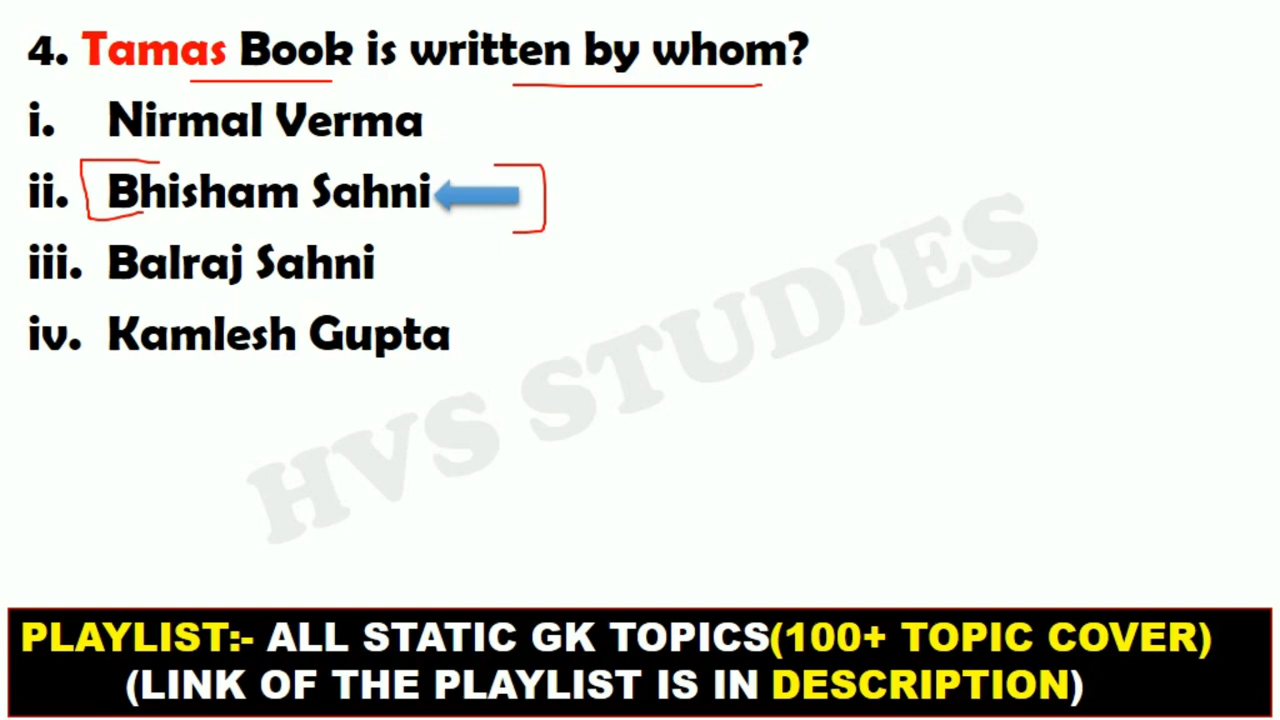 4. Tamas Book is written by whom?
i. Nirmal Verma
ii. Bhisham Sahni
iii. Balraj Sahni
iv. Kamlesh Gupta
HVS STUDIES
PLAYLIST:- ALL STATIC GK TOPICS(100+ TOPIC COVER)
(LINK OF THE PLAYLIST IS IN DESCRIPTION)